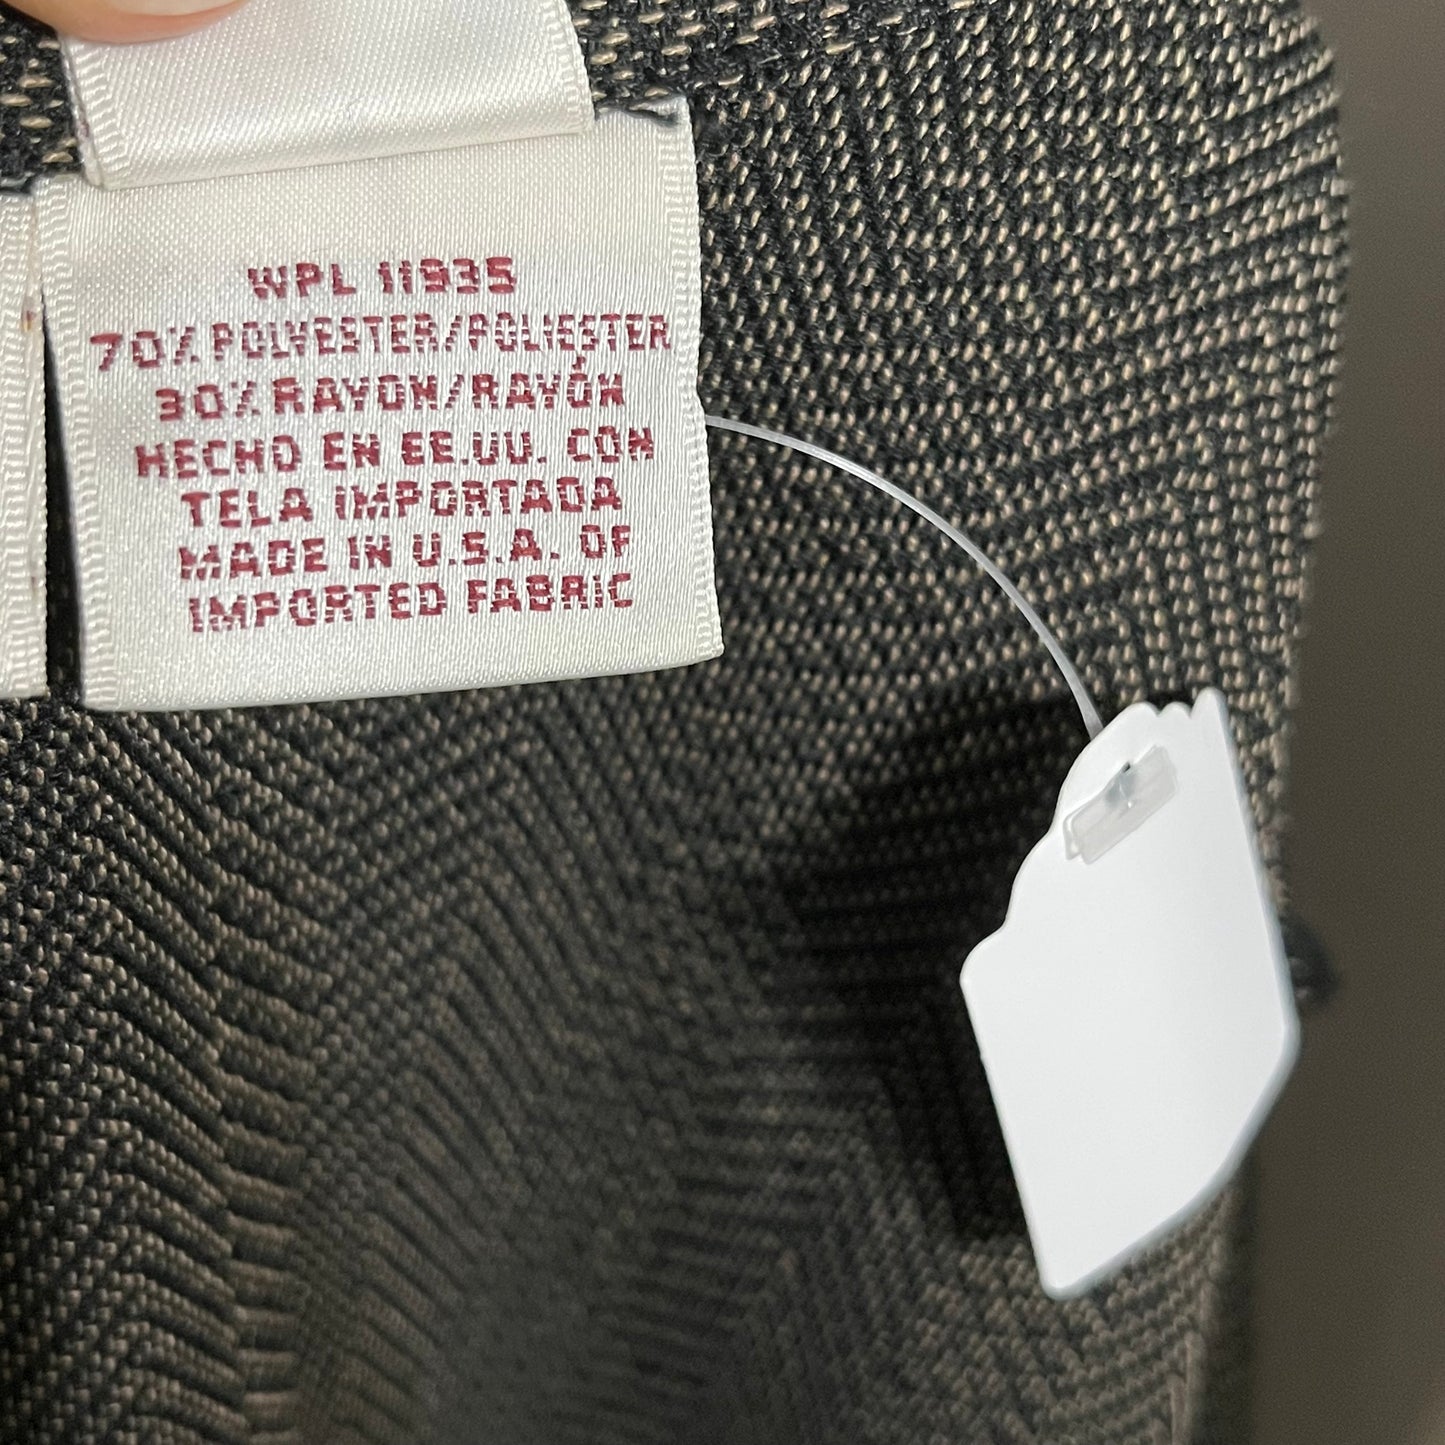 WPL 11935
70% POLYESTER/POLIESTER
30% RAYON/RAYÓN
HECHO EN EE.UU. CON
TELA IMPORTADA
MADE IN U.S.A. OF
IMPORTED FABRIC